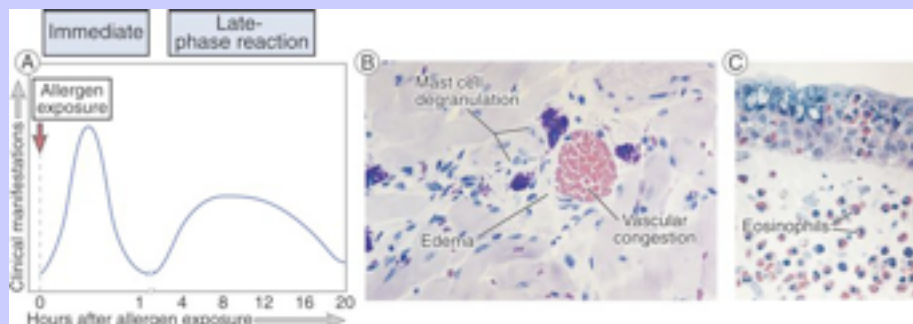 Immediate
Late-
phase reaction
A
Allergen
exposure
Clinical manifestations
0
1
4
8
12
16
20
Hours after allergen exposure
B
Mast cell
degranulation
Edema
Vascular
congestion
C
Eosinophils